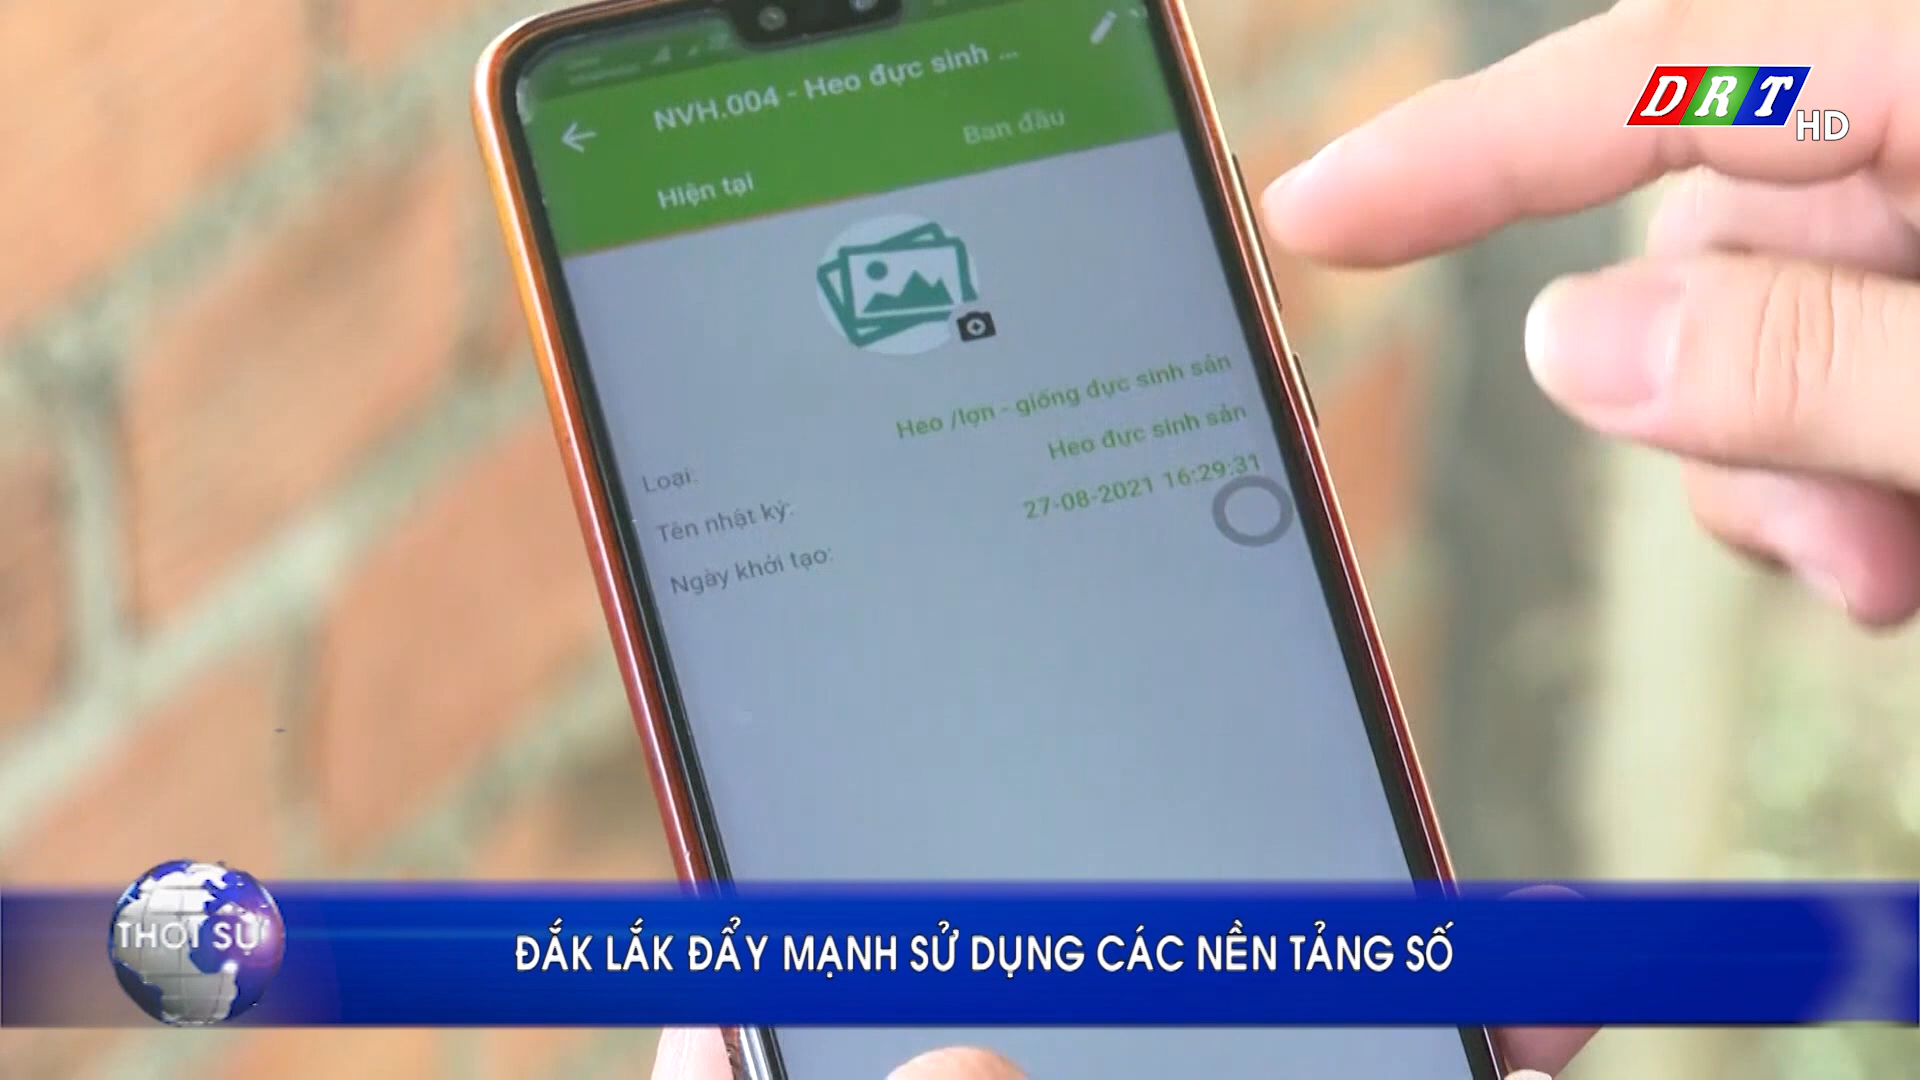 DRT HD
NVH.004 - Heo đực sinh ...
Hiện tại
Ban đầu
Loại:
Heo /lợn - giống đực sinh sản
Tên nhật ký:
Heo đực sinh sản
Ngày khởi tạo:
27-08-2021 16:29:31
THỜI SỰ
ĐẮK LẮK ĐẨY MẠNH SỬ DỤNG CÁC NỀN TẢNG SỐ